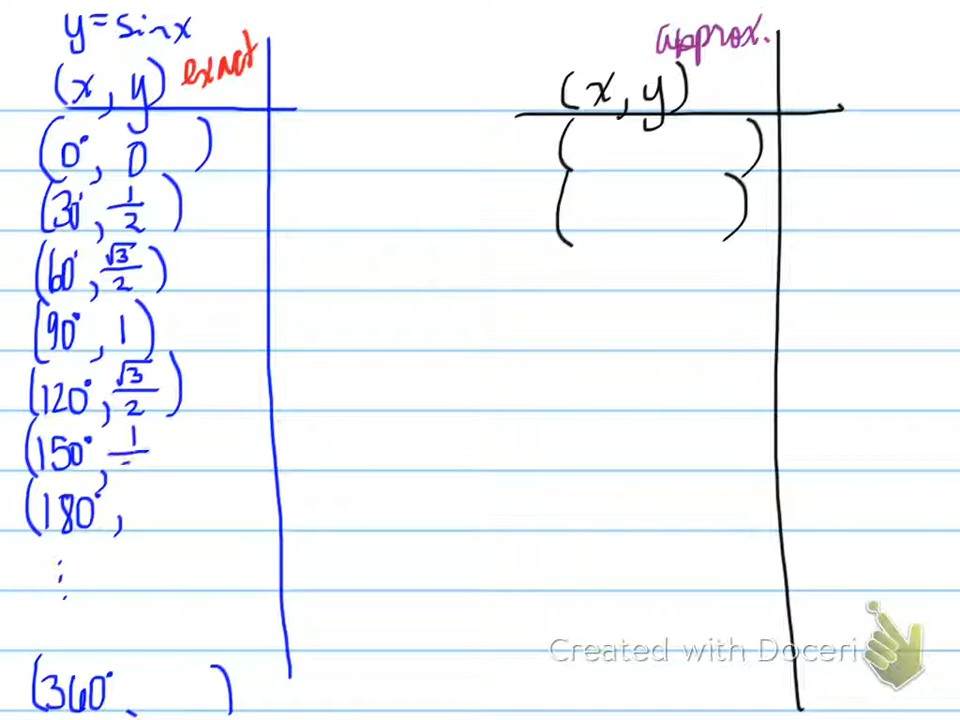 y=sinx
(x, y) exact
(0°, 0 )
(30°, 1/2)
(60°, √3/2)
(90°, 1)
(120°, √3/2)
(150°, 1/
(180°,
⋮
(360°, )
approx.
(x, y)
( )
( )
Created with Doceri